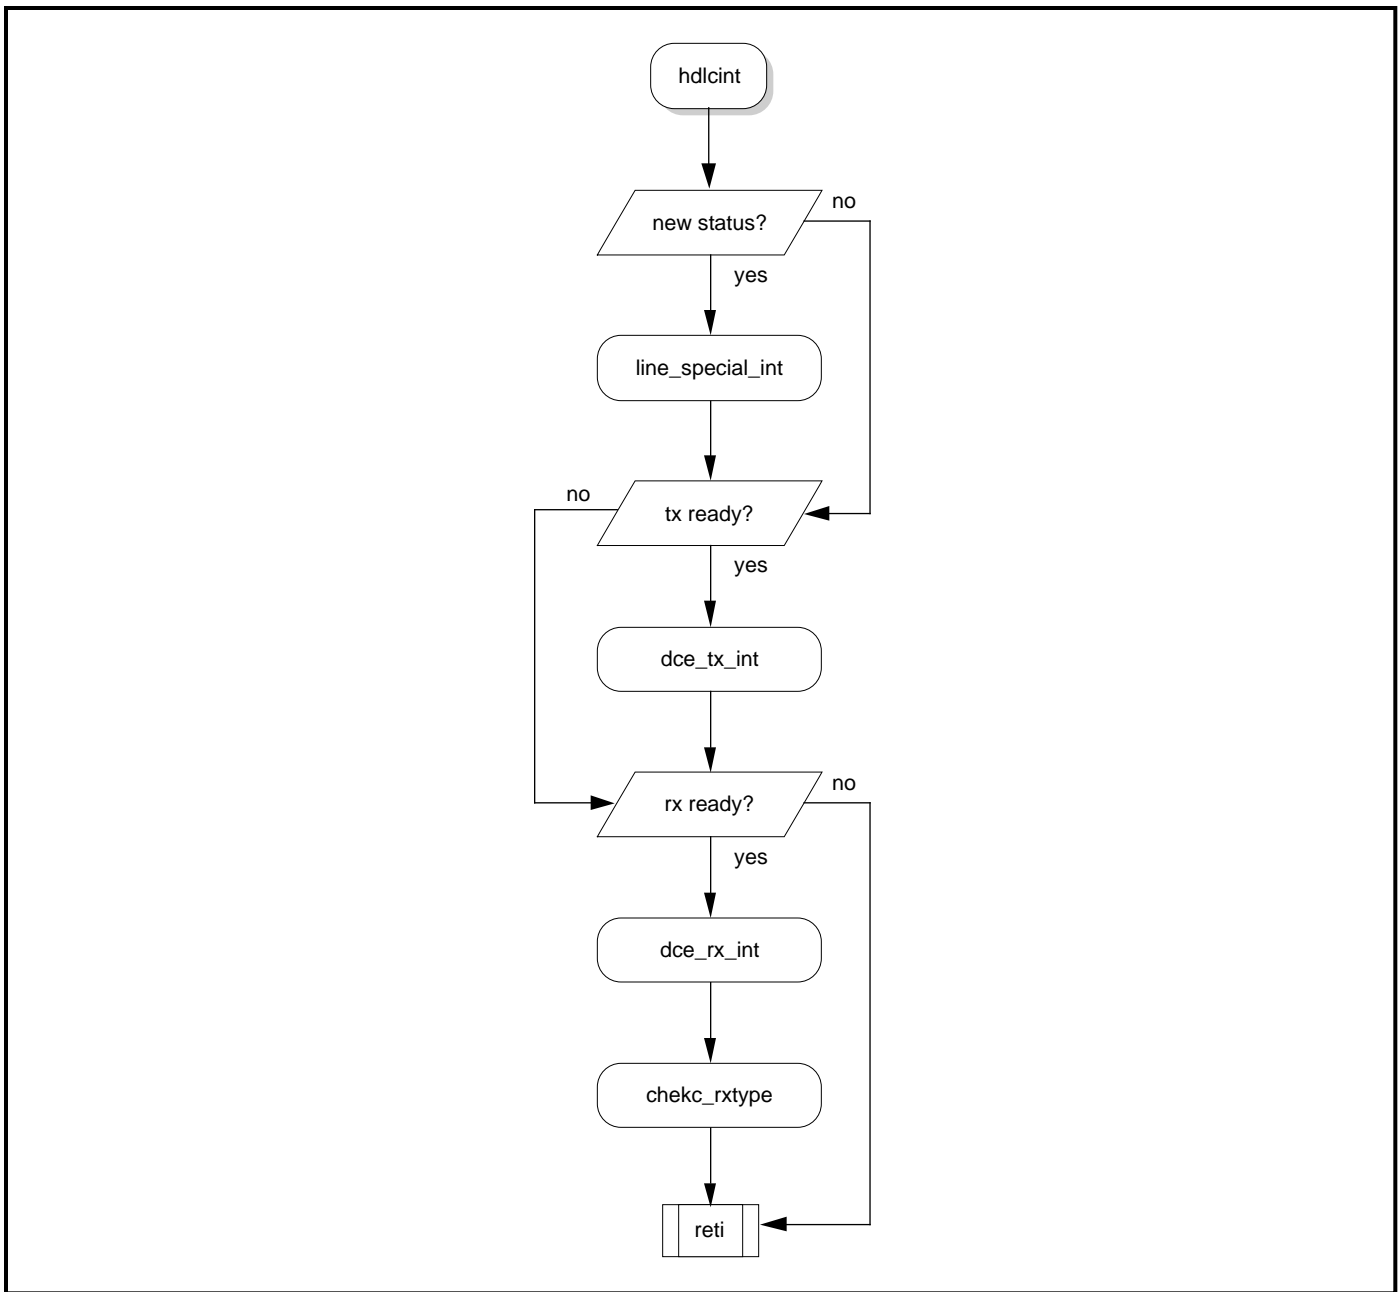 hdlcint
new status?
no
yes
line_special_int
no
tx ready?
yes
dce_tx_int
rx ready?
no
yes
dce_rx_int
chekc_rxtype
reti